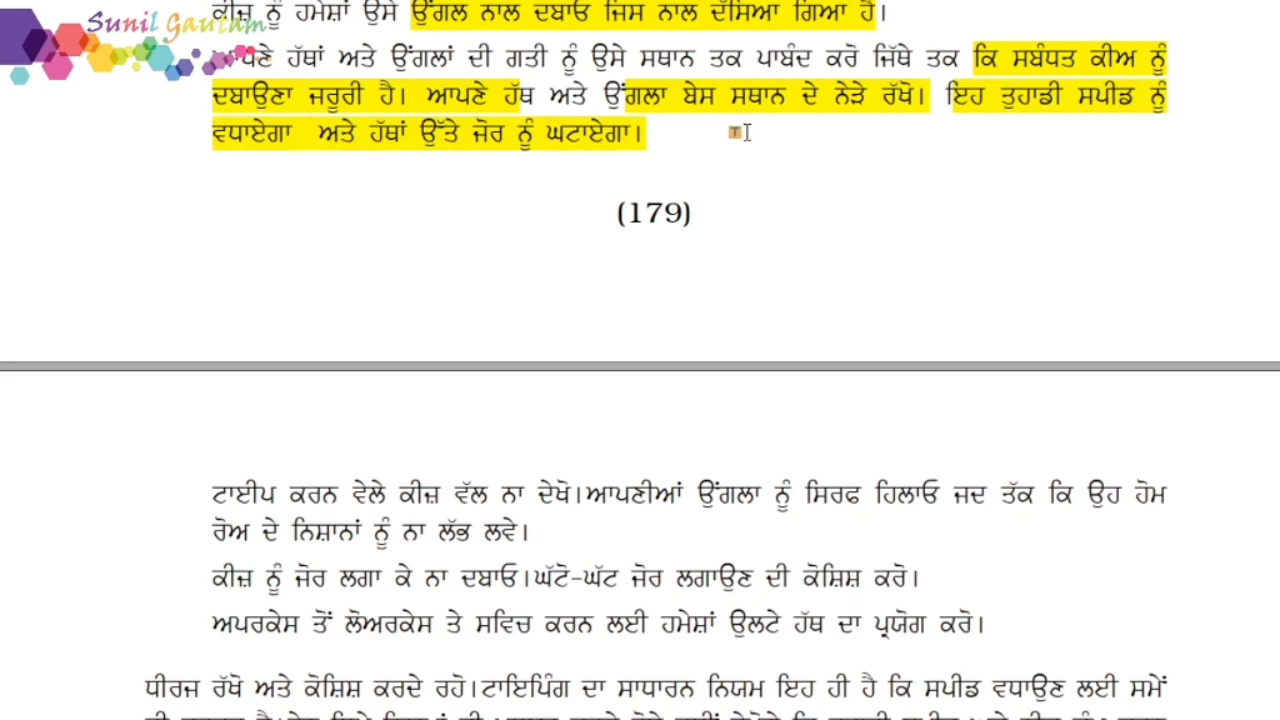 Sunil Gautam
ਕੀਜ਼ ਨੂੰ ਹਮੇਸ਼ਾਂ ਉਸੇ ਉਂਗਲ ਨਾਲ ਦਬਾਓ ਜਿਸ ਨਾਲ ਦੱਸਿਆ ਗਿਆ ਹੈ।
ਆਪਣੇ ਹੱਥਾਂ ਅਤੇ ਉਂਗਲਾਂ ਦੀ ਗਤੀ ਨੂੰ ਉਸੇ ਸਥਾਨ ਤਕ ਪਾਬੰਦ ਕਰੋ ਜਿੱਥੇ ਤਕ ਕਿ ਸਬੰਧਤ ਕੀਅ ਨੂੰ
ਦਬਾਉਣਾ ਜਰੂਰੀ ਹੈ। ਆਪਣੇ ਹੱਥ ਅਤੇ ਉਂਗਲਾ ਬੇਸ ਸਥਾਨ ਦੇ ਨੇੜੇ ਰੱਖੋ। ਇਹ ਤੁਹਾਡੀ ਸਪੀਡ ਨੂੰ
ਵਧਾਏਗਾ ਅਤੇ ਹੱਥਾਂ ਉੱਤੇ ਜੋਰ ਨੂੰ ਘਟਾਏਗਾ।
(179)
ਟਾਈਪ ਕਰਨ ਵੇਲੇ ਕੀਜ਼ ਵੱਲ ਨਾ ਦੇਖੋ।ਆਪਣੀਆਂ ਉਂਗਲਾ ਨੂੰ ਸਿਰਫ ਹਿਲਾਓ ਜਦ ਤੱਕ ਕਿ ਉਹ ਹੋਮ
ਰੋਅ ਦੇ ਨਿਸ਼ਾਨਾਂ ਨੂੰ ਨਾ ਲੱਭ ਲਵੇ।
ਕੀਜ਼ ਨੂੰ ਜੋਰ ਲਗਾ ਕੇ ਨਾ ਦਬਾਓ।ਘੱਟੋ-ਘੱਟ ਜੋਰ ਲਗਾਉਣ ਦੀ ਕੋਸ਼ਿਸ਼ ਕਰੋ।
ਅਪਰਕੇਸ ਤੋਂ ਲੋਅਰਕੇਸ ਤੇ ਸਵਿਚ ਕਰਨ ਲਈ ਹਮੇਸ਼ਾਂ ਉਲਟੇ ਹੱਥ ਦਾ ਪ੍ਰਯੋਗ ਕਰੋ।
ਧੀਰਜ ਰੱਖੋ ਅਤੇ ਕੋਸ਼ਿਸ਼ ਕਰਦੇ ਰਹੋ।ਟਾਇਪਿੰਗ ਦਾ ਸਾਧਾਰਨ ਨਿਯਮ ਇਹ ਹੀ ਹੈ ਕਿ ਸਪੀਡ ਵਧਾਉਣ ਲਈ ਸਮੇਂ